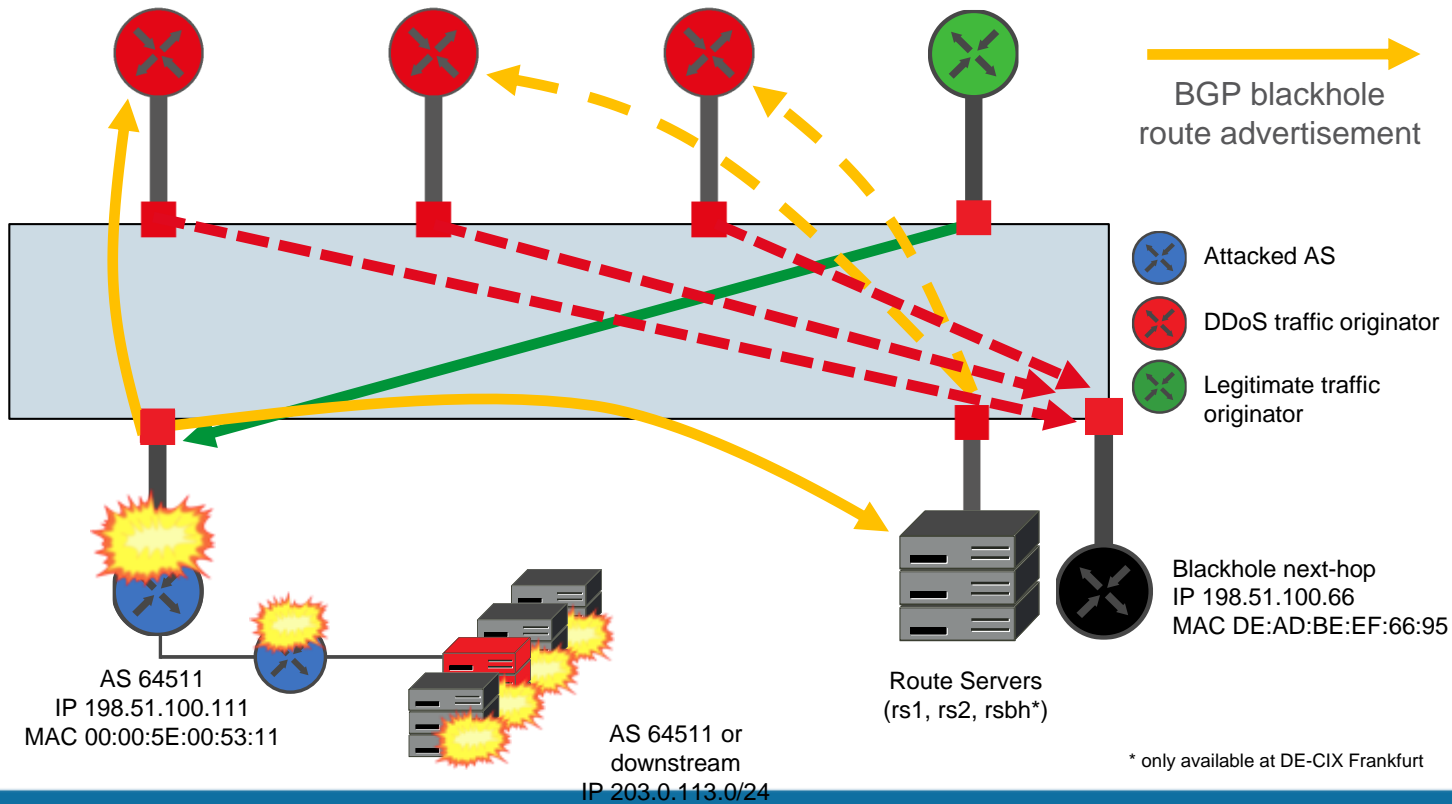 BGP blackhole
route advertisement
Attacked AS
DDoS traffic originator
Legitimate traffic
originator
Blackhole next-hop
IP 198.51.100.66
MAC DE:AD:BE:EF:66:95
AS 64511
IP 198.51.100.111
MAC 00:00:5E:00:53:11
Route Servers
(rs1, rs2, rsbh*)
AS 64511 or
downstream
IP 203.0.113.0/24
* only available at DE-CIX Frankfurt